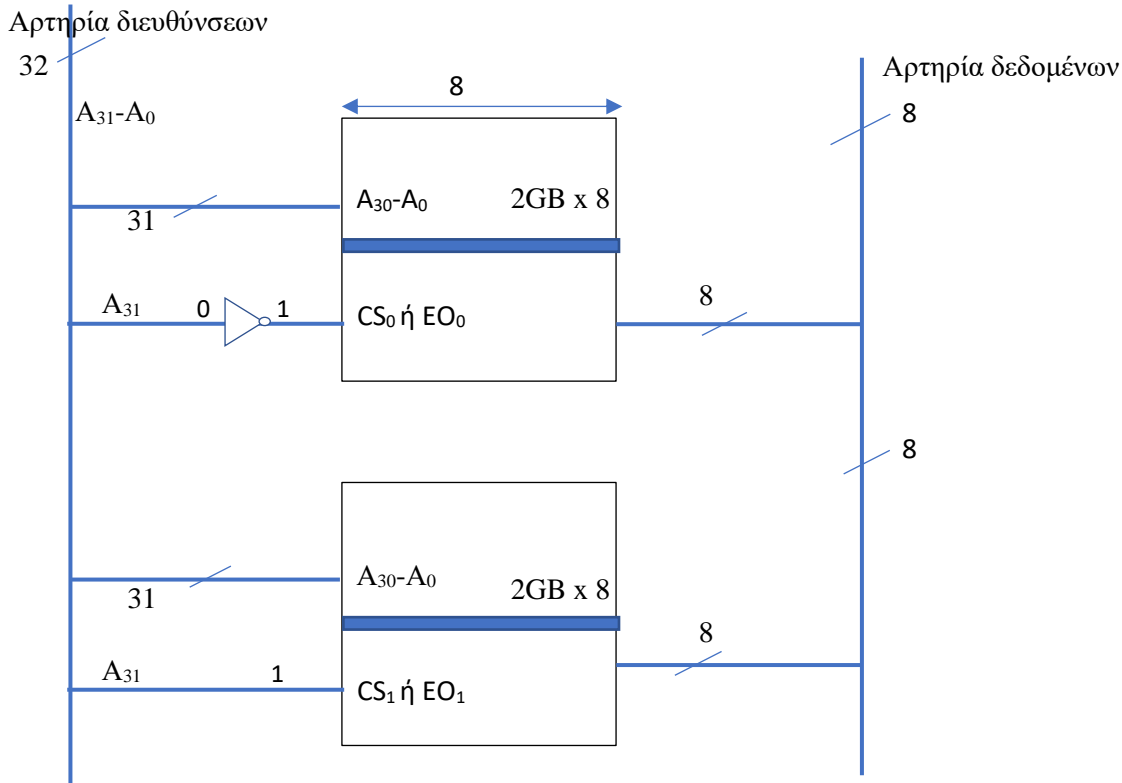 Αρτηρία διευθύνσεων
32
Αρτηρία δεδομένων
8
8
A₃₁-A₀
A₃₀-A₀ 2GB x 8
31
A₃₁ 0 1 CS₀ ή EO₀
8
8
A₃₀-A₀ 2GB x 8
31
8
A₃₁ 1 CS₁ ή EO₁